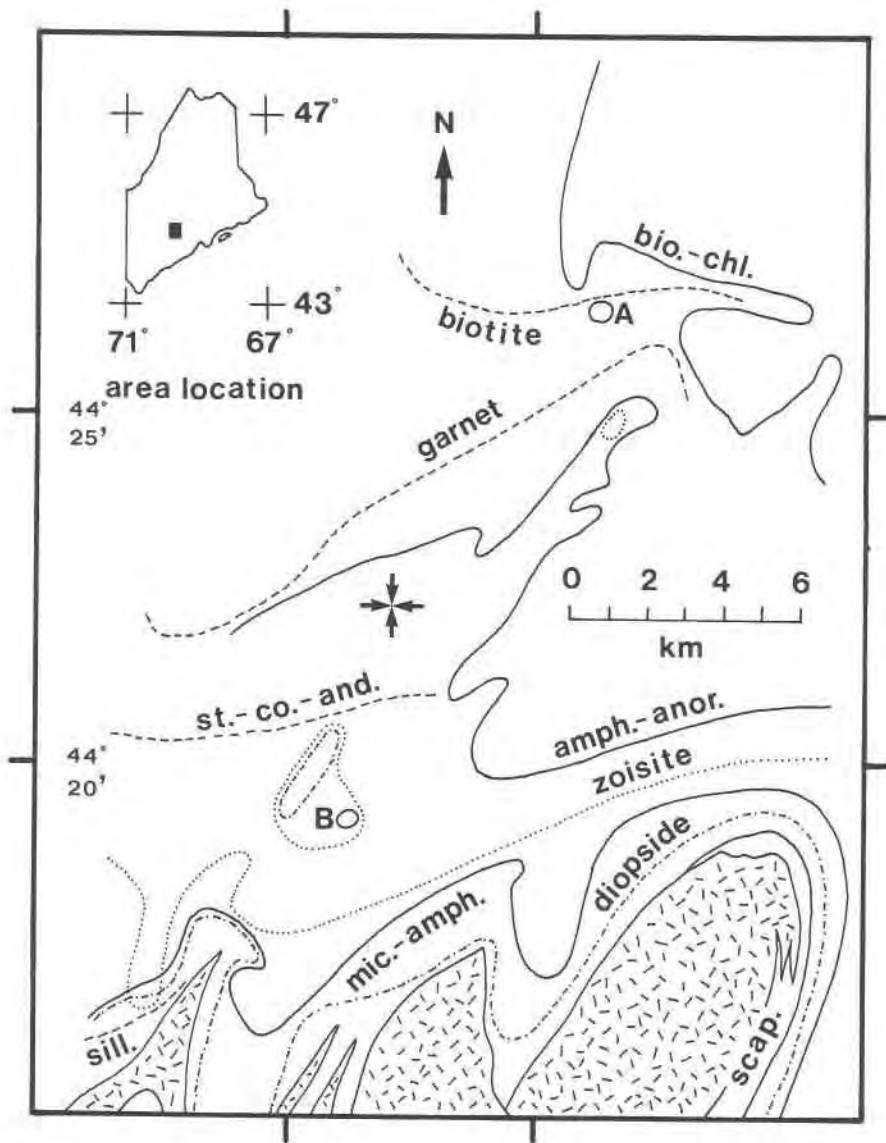 47°
43°
71° 67°
area location
N
bio.-chl.
A
biotite
44°
25'
garnet
0 2 4 6
km
st.-co.-and.
amph.-anor.
zoisite
44°
20'
B
diopside
mic.-amph.
sill.
scap.